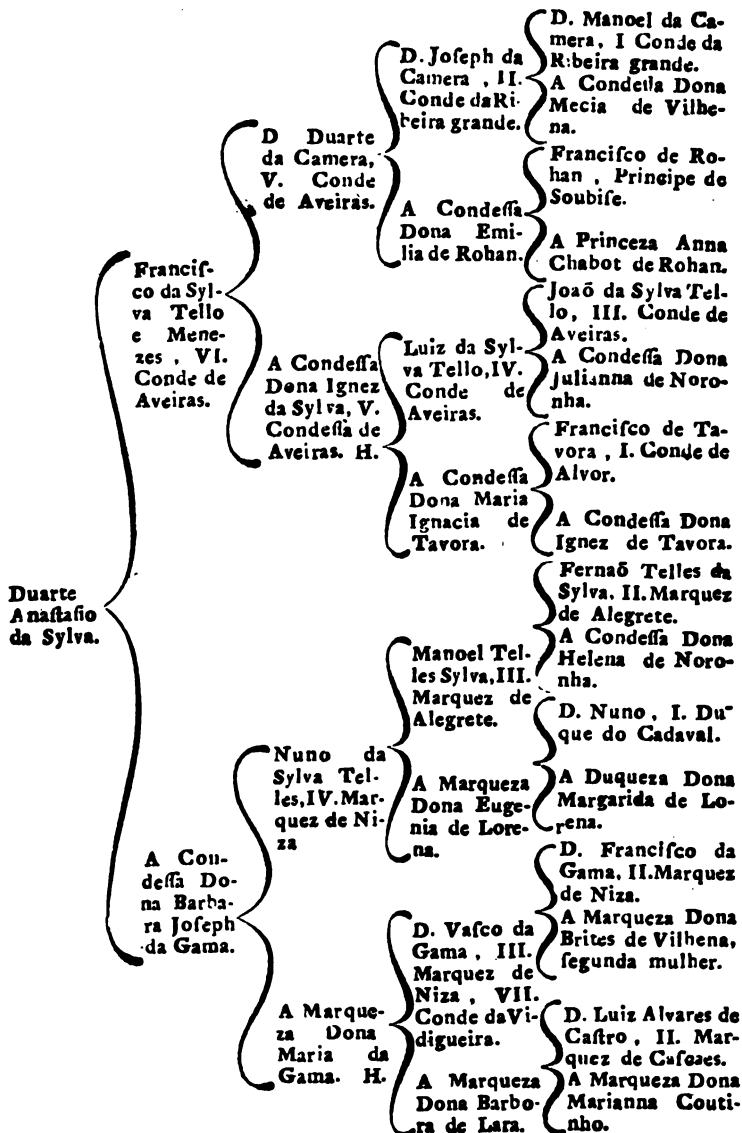 Duarte
Anaſtaſio
da Sylva.
Franciſ-
co da Syl-
va Tello
e Mene-
zes , VI.
Conde de
Aveiras.
A Con-
deſſa Do-
na Barba-
ra Joſeph
da Gama.
D Duarte
da Camera,
V. Conde
de Aveiras.
A Condeſſa
Dona Ignez
da Sylva, V.
Condeſſa de
Aveiras. H.
Nuno da
Sylva Tel-
les, IV. Mar-
quez de Ni-
za
A Marque-
za Dona
Maria da
Gama. H.
D. Joſeph da
Camera , II.
Conde da Ri-
beira grande.
A Condeſſa
Dona Emi-
lia de Rohan.
Luiz da Syl-
va Tello, IV.
Conde de
Aveiras.
A Condeſſa
Dona Maria
Ignacia de
Tavora.
Manoel Tel-
les Sylva, III.
Marquez de
Alegrete.
A Marqueza
Dona Euge-
nia de Lore-
na.
D. Vaſco da
Gama , III.
Marquez de
Niza , VII.
Conde da Vi-
digueira.
A Marqueza
Dona Barbo-
ra de Lara.
D. Manoel da Ca-
mera, I Conde da
Ribeira grande.
A Condeſſa Dona
Mecia de Vilhe-
na.
Franciſco de Ro-
han , Principe de
Soubiſe.
A Princeza Anna
Chabot de Rohan.
Joaõ da Sylva Tel-
lo, III. Conde de
Aveiras.
A Condeſſa Dona
Julianna de Noro-
nha.
Franciſco de Ta-
vora , I. Conde de
Alvor.
A Condeſſa Dona
Ignez de Tavora.
Fernaõ Telles da
Sylva, II. Marquez
de Alegrete.
A Condeſſa Dona
Helena de Noro-
nha.
D. Nuno , I. Du-
que do Cadaval.
A Duqueza Dona
Margarida de Lo-
rena.
D. Franciſco da
Gama, II. Marquez
de Niza.
A Marqueza Dona
Brites de Vilhena,
ſegunda mulher.
D. Luiz Alvares de
Caſtro , II. Mar-
quez de Caſcaes.
A Marqueza Dona
Marianna Couti-
nho.